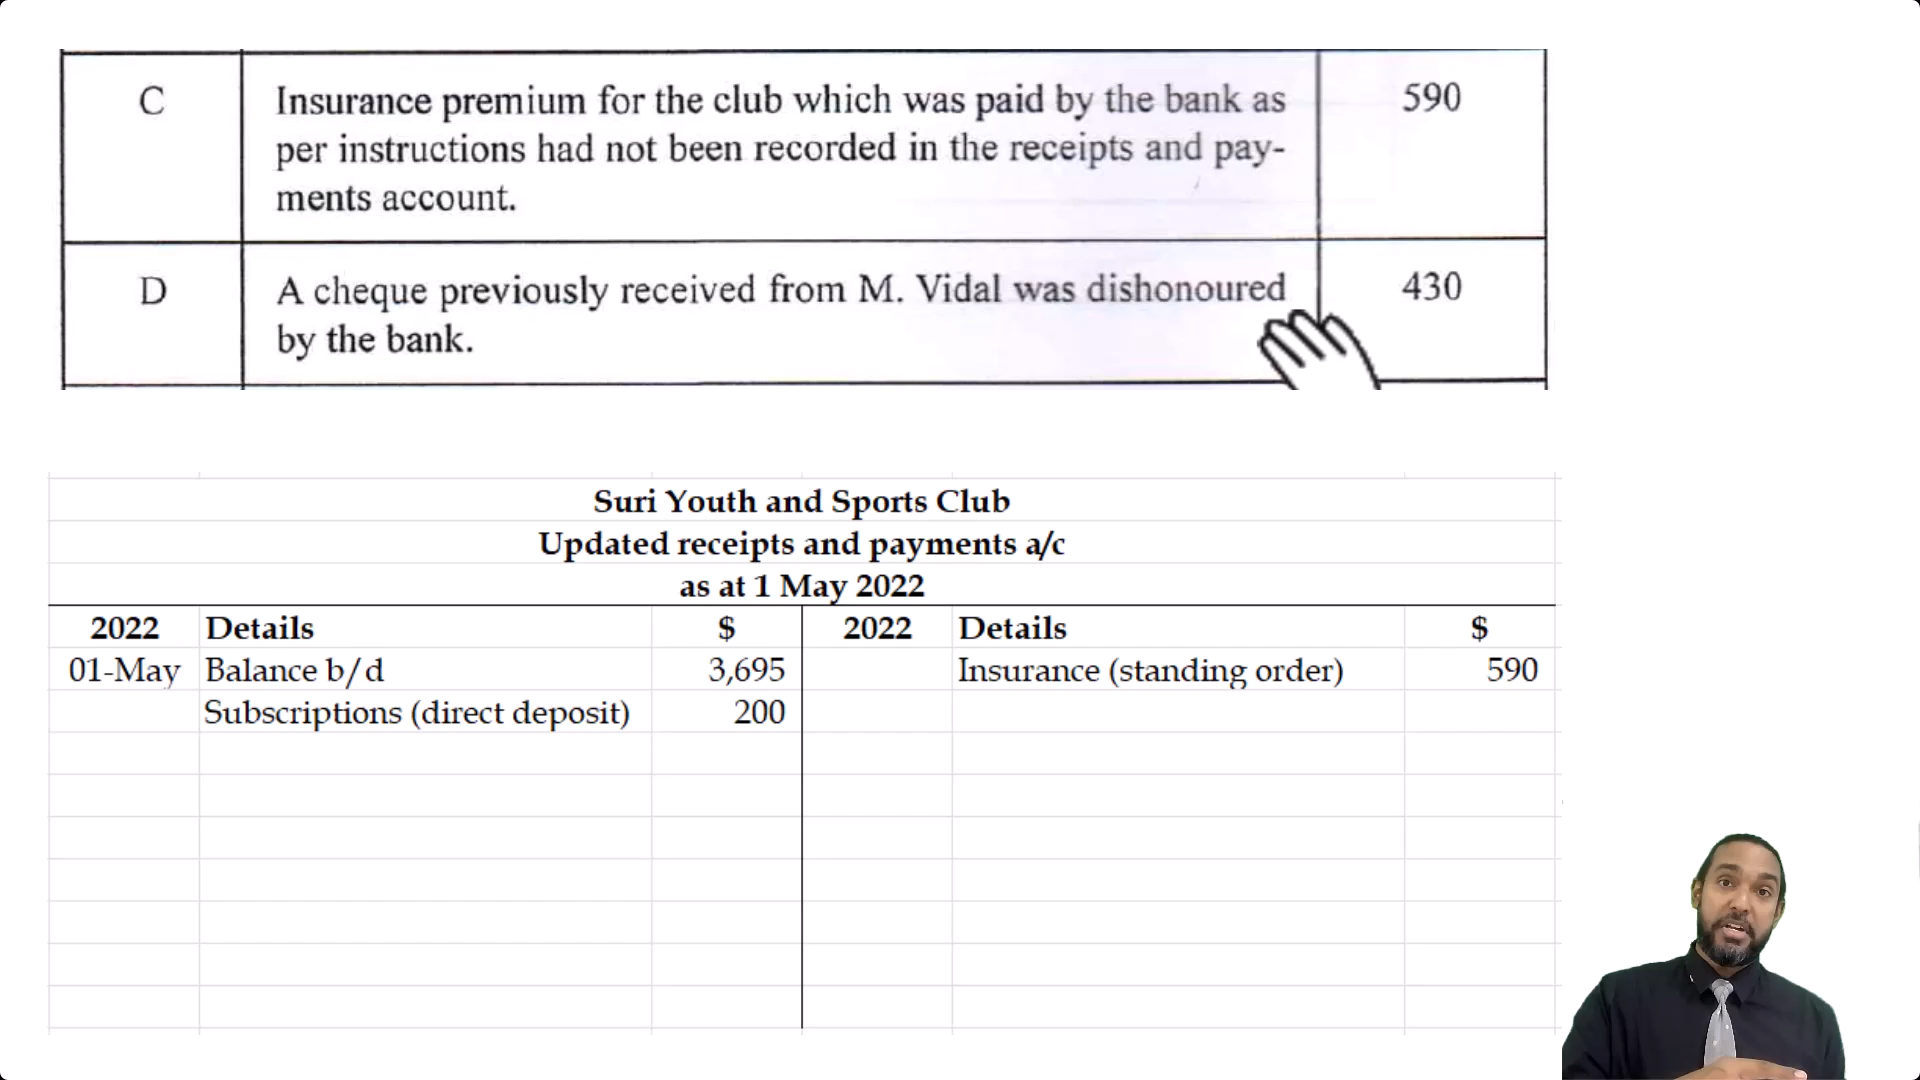 C Insurance premium for the club which was paid by the bank as 590
per instructions had not been recorded in the receipts and pay-
ments account.
D A cheque previously received from M. Vidal was dishonoured 430
by the bank.
Suri Youth and Sports Club
Updated receipts and payments a/c
as at 1 May 2022
2022 Details $ 2022 Details $
01-May Balance b/d 3,695 Insurance (standing order) 590
Subscriptions (direct deposit) 200